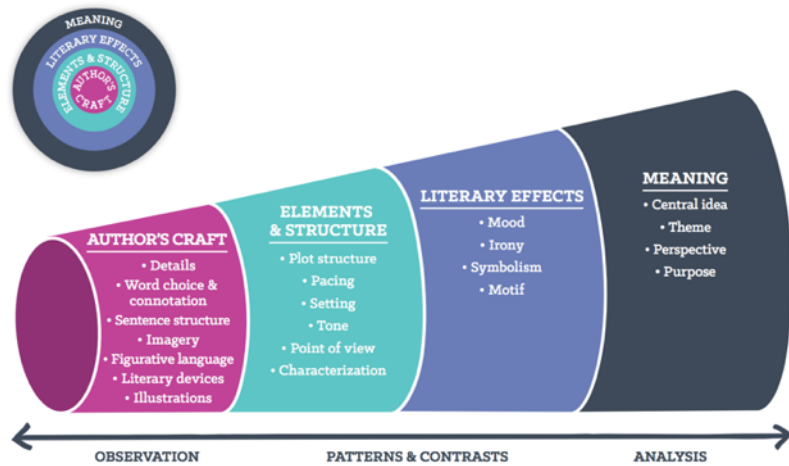 MEANING
LITERARY EFFECTS
ELEMENTS & STRUCTURE
AUTHOR'S
CRAFT
AUTHOR'S CRAFT
• Details
• Word choice &
connotation
• Sentence structure
• Imagery
• Figurative language
• Literary devices
• Illustrations
ELEMENTS
& STRUCTURE
• Plot structure
• Pacing
• Setting
• Tone
• Point of view
• Characterization
LITERARY EFFECTS
• Mood
• Irony
• Symbolism
• Motif
MEANING
• Central idea
• Theme
• Perspective
• Purpose
OBSERVATION
PATTERNS & CONTRASTS
ANALYSIS